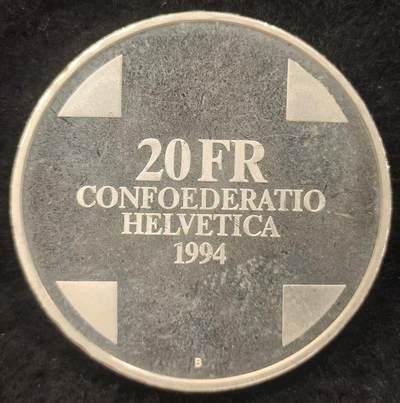 20 FR
CONFOEDERATIO
HELVETICA
1994
B